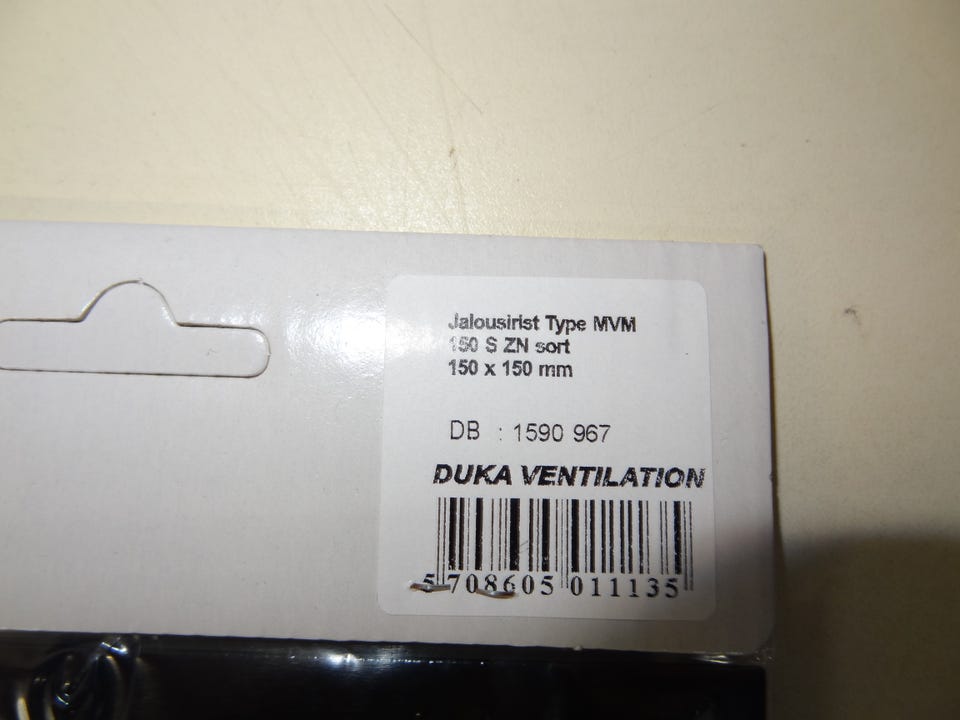 Jalousirist Type MVM
150 S ZN sort
150 x 150 mm
DB : 1590 967
DUKA VENTILATION
5 708605 011135